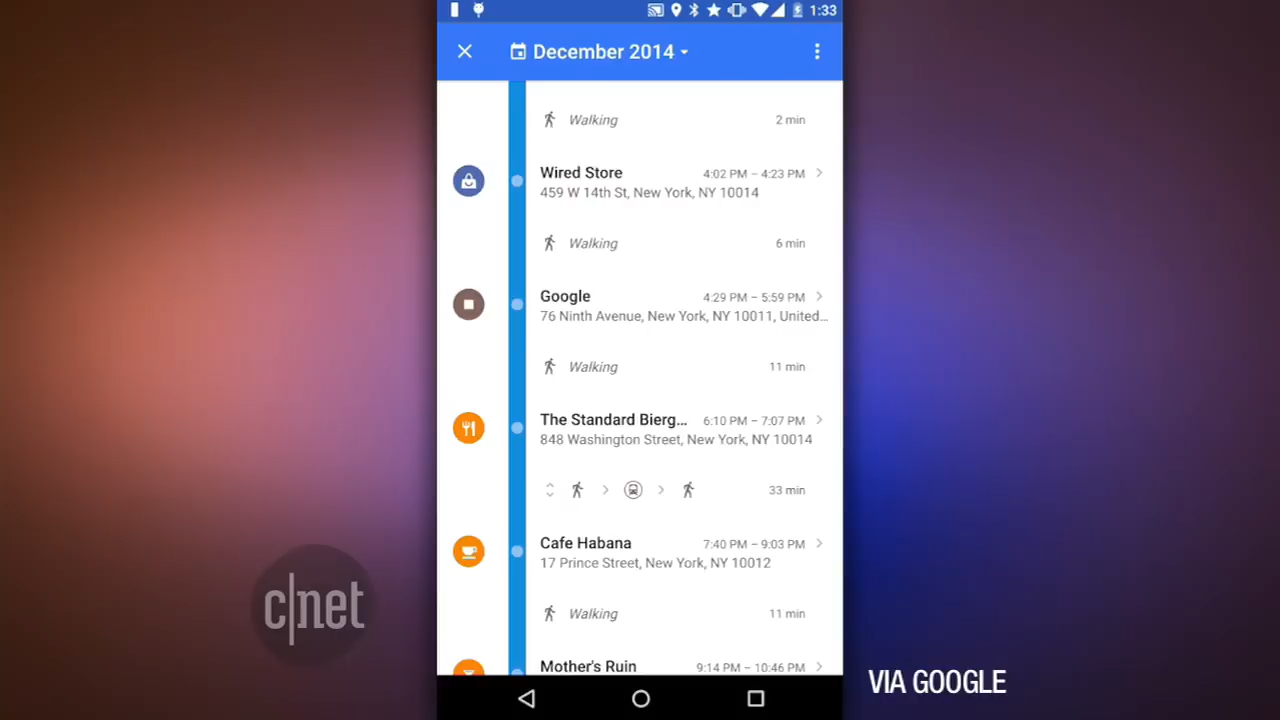 1:33
December 2014
Walking 2 min
Wired Store 4:02 PM – 4:23 PM
459 W 14th St, New York, NY 10014
Walking 6 min
Google 4:29 PM – 5:59 PM
76 Ninth Avenue, New York, NY 10011, United...
Walking 11 min
The Standard Bierg... 6:10 PM – 7:07 PM
848 Washington Street, New York, NY 10014
33 min
Cafe Habana 7:40 PM – 9:03 PM
17 Prince Street, New York, NY 10012
Walking 11 min
Mother's Ruin 9:14 PM – 10:46 PM
c|net
VIA GOOGLE